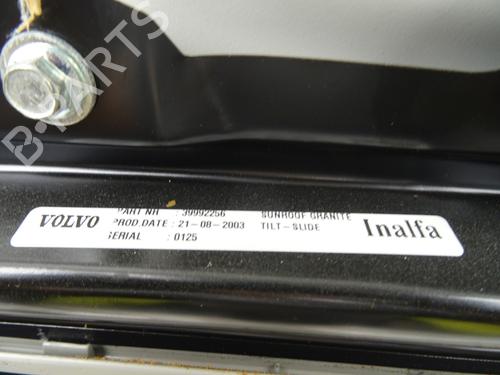 B-PARTS
VOLVO
PART NR : 39992256 SUNROOF GRANITE
PROD.DATE : 21-08-2003 TILT-SLIDE
SERIAL : 0125
Inalfa